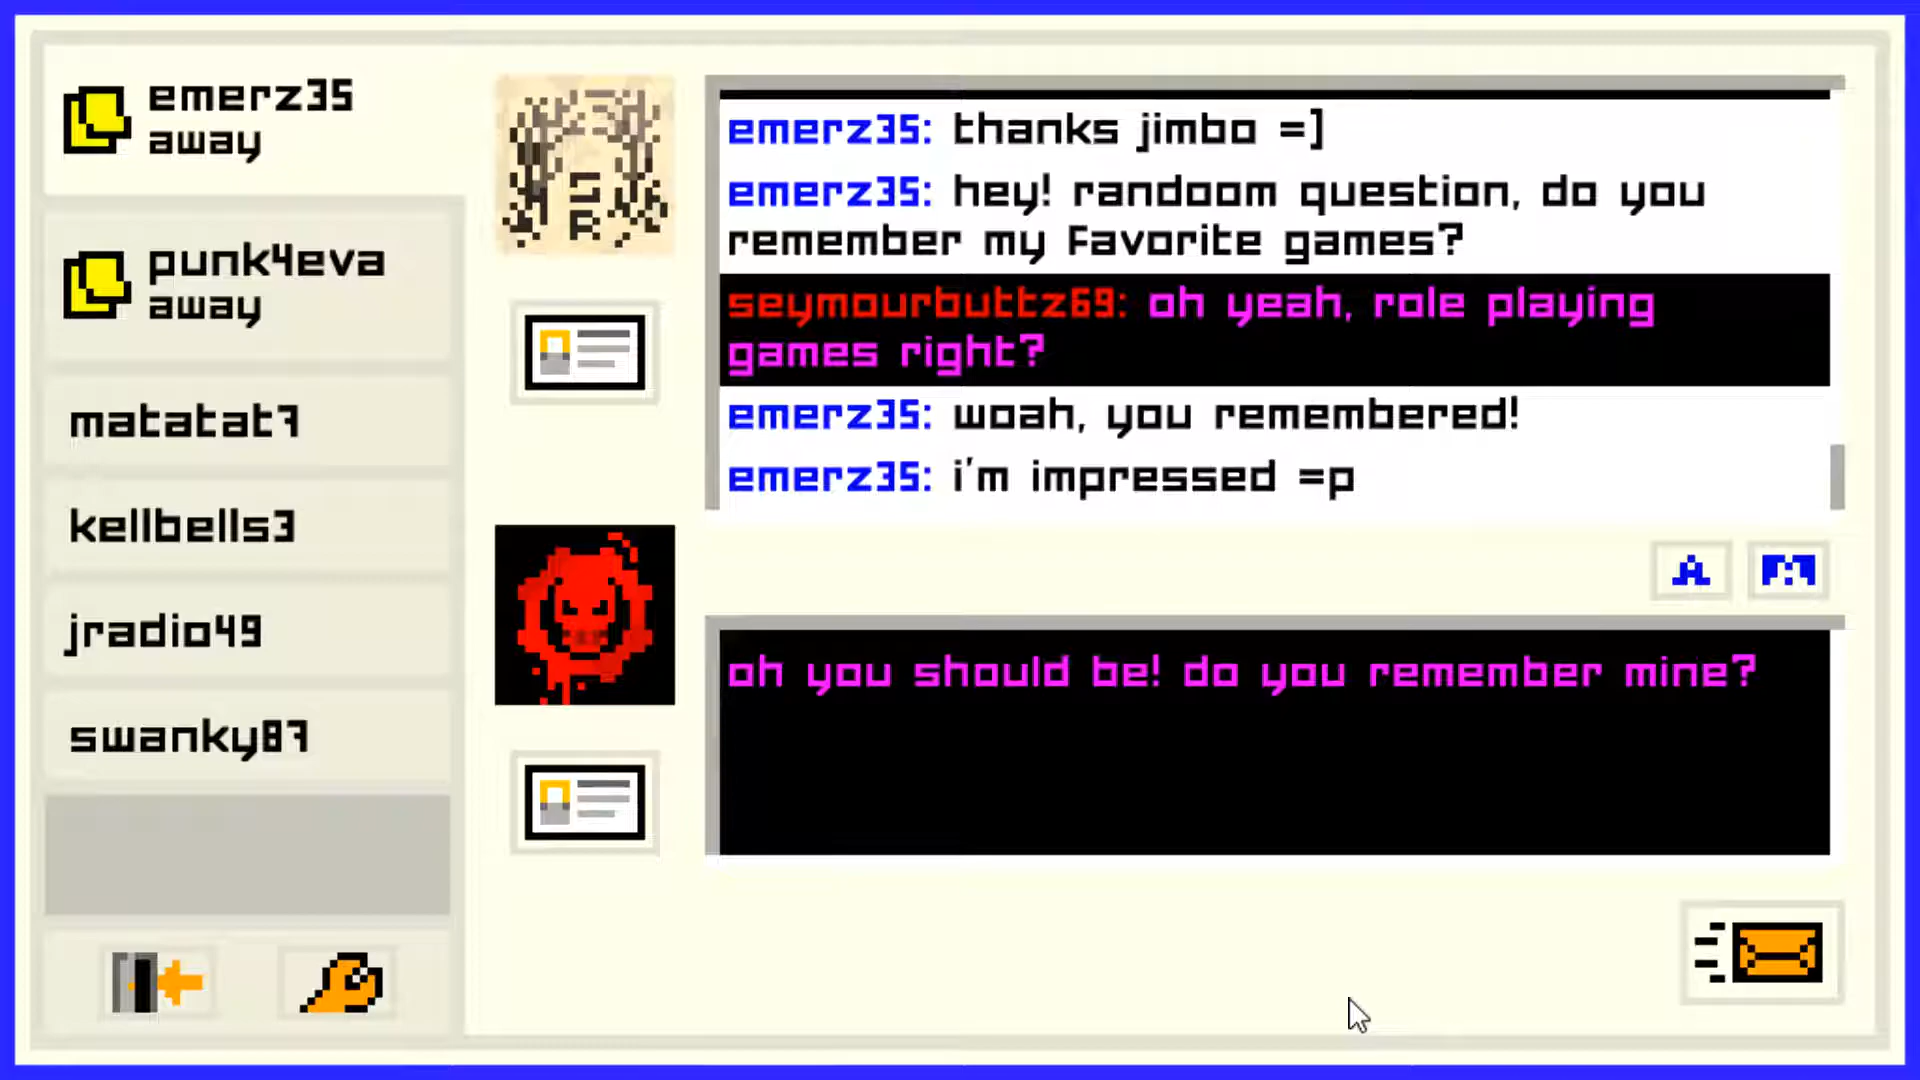 emerz35
away
punk4eva
away
matatat7
kellbells3
jradio49
swanky87
S
R
emerz35: thanks jimbo =]
emerz35: hey! randoom question, do you
remember my favorite games?
seymourbuttz69: oh yeah, role playing
games right?
emerz35: woah, you remembered!
emerz35: i'm impressed =p
A
oh you should be! do you remember mine?